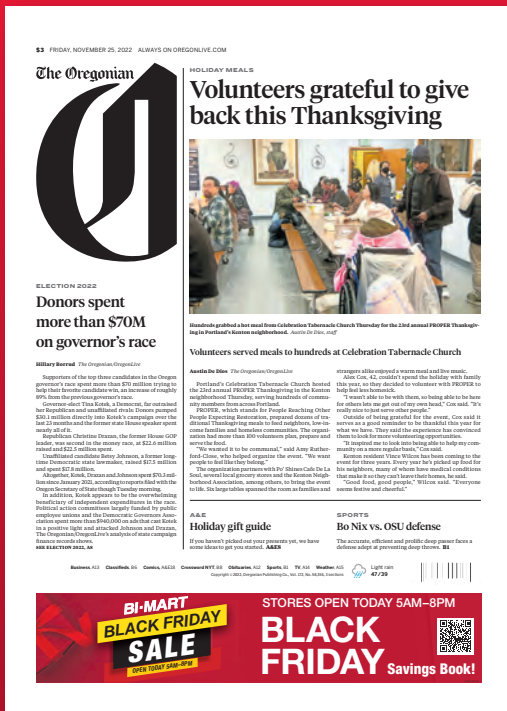 $3 FRIDAY, NOVEMBER 25, 2022 ALWAYS ON OREGONLIVE.COM
The Oregonian
O
ELECTION 2022
Donors spent
more than $70M
on governor's race
Hillary Borrud The Oregonian/OregonLive
Supporters of the top three candidates in the Oregon
governor's race spent more than $70 million trying to
help their favorite candidate win, an increase of roughly
89% from the previous governor's race.
Governor-elect Tina Kotek, a Democrat, far outraised
her Republican and unaffiliated rivals: Donors pumped
$30.1 million directly into Kotek's campaign over the
last 23 months and the former state House speaker spent
nearly all of it.
Republican Christine Drazan, the former House GOP
leader, was second in the money race, at $22.6 million
raised and $22.5 million spent.
Unaffiliated candidate Betsy Johnson, a former long-
time Democratic state lawmaker, raised $17.5 million
and spent $17.8 million.
Altogether, Kotek, Drazan and Johnson spent $70.3 mil-
lion since January 2021, according to reports filed with the
Oregon Secretary of State though Tuesday morning.
In addition, Kotek appears to be the overwhelming
beneficiary of independent expenditures in the race.
Political action committees largely funded by public
employee unions and the Democratic Governors Asso-
ciation spent more than $940,000 on ads that cast Kotek
in a positive light and attacked Johnson and Drazan,
The Oregonian/OregonLive's analysis of state campaign
finance records shows.
SEE ELECTION 2022, A8
HOLIDAY MEALS
Volunteers grateful to give
back this Thanksgiving
Hundreds grabbed a hot meal from Celebration Tabernacle Church Thursday for the 23rd annual PROPER Thanksgiv-
ing in Portland's Kenton neighborhood. Austin De Dios, staff
Volunteers served meals to hundreds at Celebration Tabernacle Church
Austin De Dios The Oregonian/OregonLive
Portland's Celebration Tabernacle Church hosted
the 23rd annual PROPER Thanksgiving in the Kenton
neighborhood Thursday, serving hundreds of commu-
nity members from across Portland.
PROPER, which stands for People Reaching Other
People Expecting Restoration, prepared dozens of tra-
ditional Thanksgiving meals to feed neighbors, low-in-
come families and homeless communities. The organi-
zation had more than 100 volunteers plan, prepare and
serve the food.
"We wanted it to be communal," said Amy Ruther-
ford-Close, who helped organize the event. "We want
people to feel like they belong."
The organization partners with Po' Shines Cafe De La
Soul, several local grocery stores and the Kenton Neigh-
borhood Association, among others, to bring the event
to life. Six large tables spanned the room as families and
strangers alike enjoyed a warm meal and live music.
Alex Cox, 42, couldn't spend the holiday with family
this year, so they decided to volunteer with PROPER to
help feel less homesick.
"I wasn't able to be with them, so being able to be here
for others lets me get out of my own head," Cox said. "It's
really nice to just serve other people."
Outside of being grateful for the event, Cox said it
serves as a good reminder to be thankful this year for
what we have. They said the experience has convinced
them to look for more volunteering opportunities.
"It inspired me to look into being able to help my com-
munity on a more regular basis," Cox said.
Kenton resident Vince Wilcox has been coming to the
event for three years. Every year he's picked up food for
his neighbors, many of whom have medical conditions
that make it so they can't leave their homes, he said.
"Good food, good people," Wilcox said. "Everyone
seems festive and cheerful."
A&E
Holiday gift guide
If you haven't picked out your presents yet, we have
some ideas to get you started. A&E8
SPORTS
Bo Nix vs. OSU defense
The accurate, efficient and prolific deep passer faces a
defense adept at preventing deep throws. B1
Business, A13 Classifieds, B6 Comics, A&E18 Crossword NYT, B8 Obituaries, A12 Sports, B1 TV, A14 Weather, A15
Light rain
47/39
BI-MART
BLACK FRIDAY
SALE
OPEN TODAY 5AM–8PM
STORES OPEN TODAY 5AM–8PM
BLACK
FRIDAY
Savings Book!